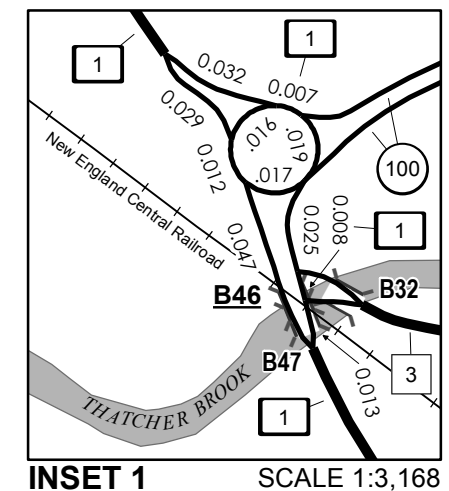 1
1
0.032
0.007
0.029
.016
.019
.017
0.012
100
New England Central Railroad
0.047
0.025
0.008
1
B46
B32
B47
3
0.013
THATCHER BROOK
1
INSET 1
SCALE 1:3,168